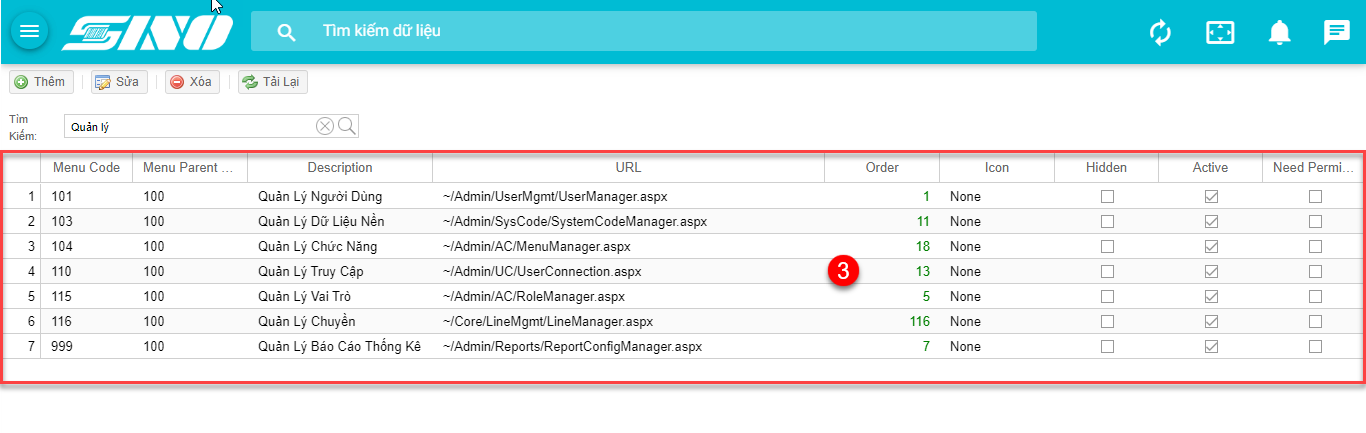 SINO Tìm kiếm dữ liệu
Thêm Sửa Xóa Tải Lại
Tìm
Kiếm:
Quản lý
Menu Code Menu Parent ... Description URL Order Icon Hidden Active Need Permi...
1 101 100 Quản Lý Người Dùng ~/Admin/UserMgmt/UserManager.aspx 1 None
2 103 100 Quản Lý Dữ Liệu Nền ~/Admin/SysCode/SystemCodeManager.aspx 11 None
3 104 100 Quản Lý Chức Năng ~/Admin/AC/MenuManager.aspx 18 None
4 110 100 Quản Lý Truy Cập ~/Admin/UC/UserConnection.aspx 3 13 None
5 115 100 Quản Lý Vai Trò ~/Admin/AC/RoleManager.aspx 5 None
6 116 100 Quản Lý Chuyền ~/Core/LineMgmt/LineManager.aspx 116 None
7 999 100 Quản Lý Báo Cáo Thống Kê ~/Admin/Reports/ReportConfigManager.aspx 7 None